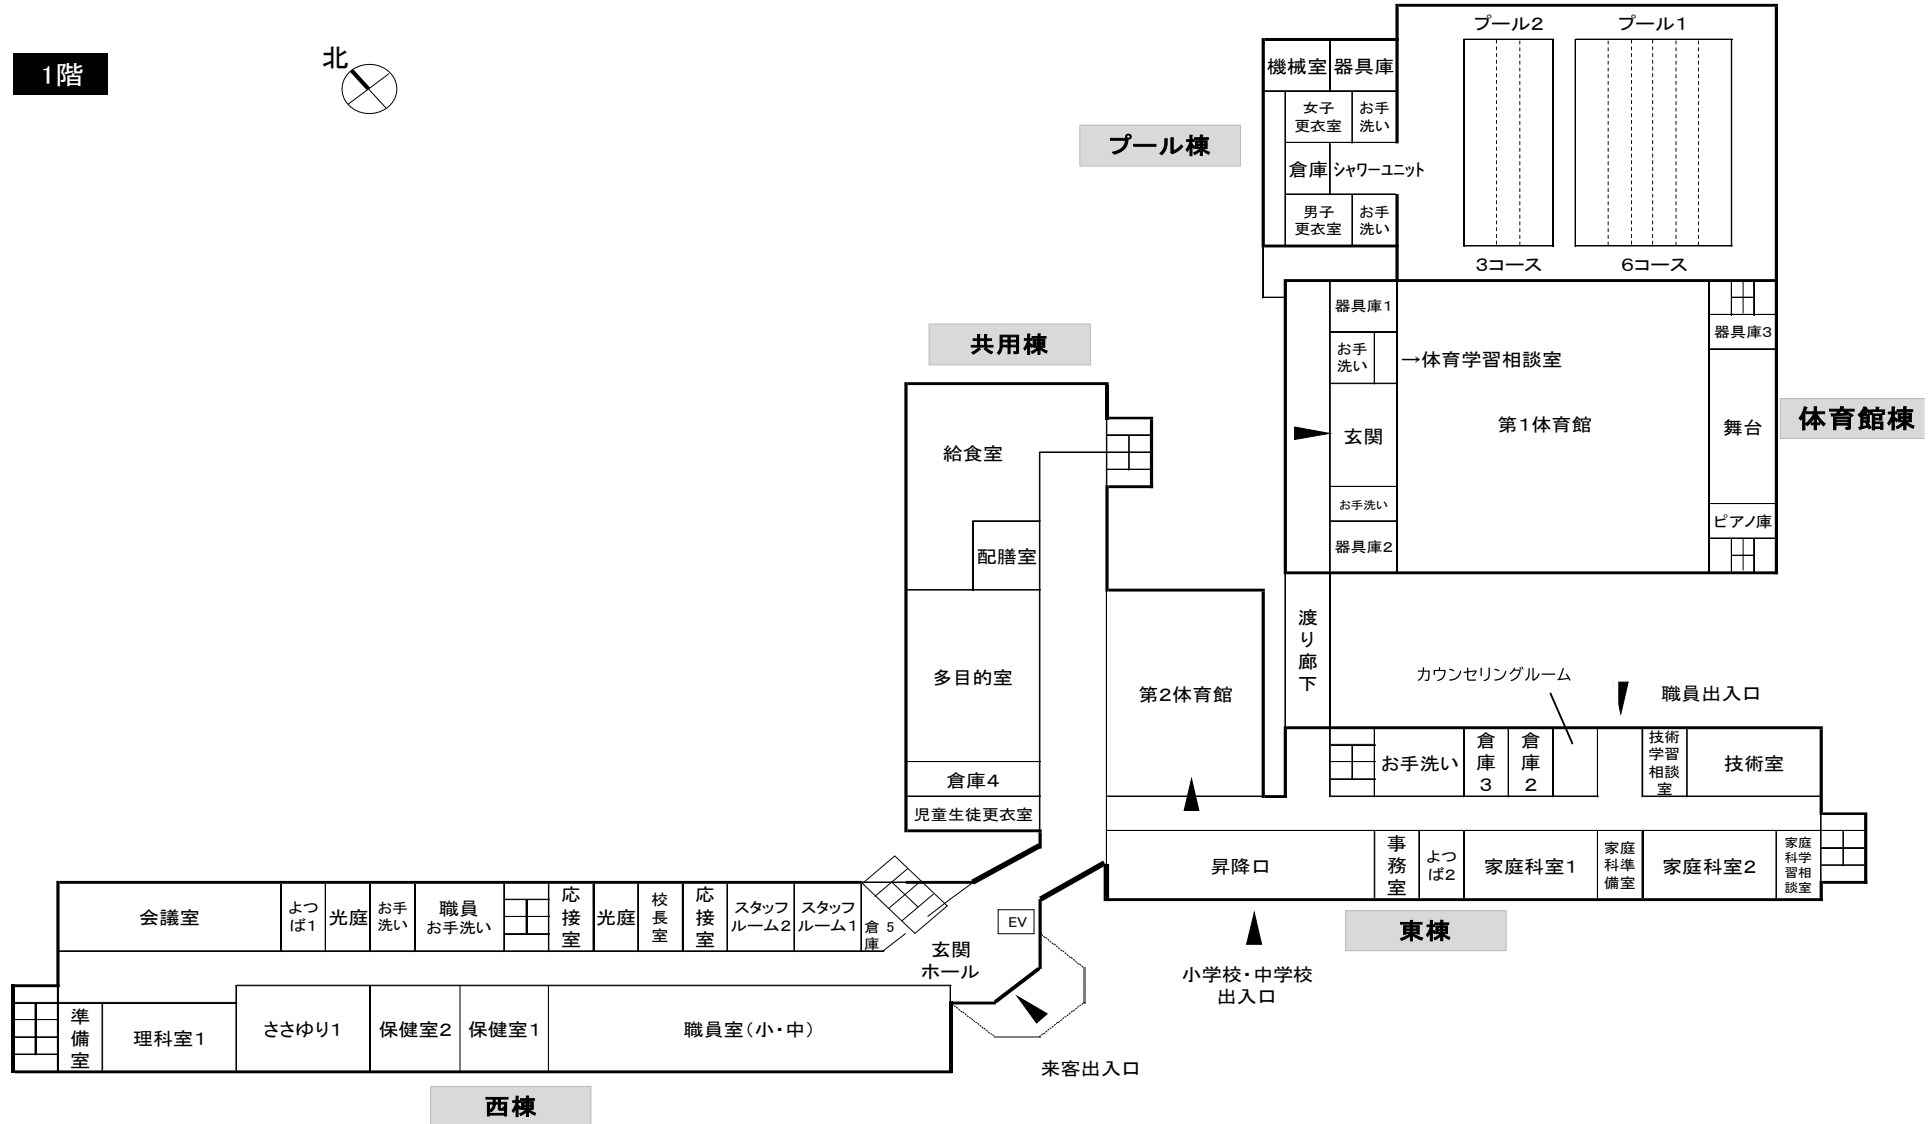 1階
北
プール2
プール1
機械室
器具庫
女子
更衣室
お手
洗い
プール棟
倉庫
シャワーユニット
男子
更衣室
お手
洗い
3コース
6コース
器具庫1
器具庫3
共用棟
お手
洗い
→体育学習相談室
体育館棟
玄関
第1体育館
舞台
給食室
お手洗い
ピアノ庫
器具庫2
配膳室
渡り廊下
カウンセリングルーム
多目的室
第2体育館
職員出入口
倉庫4
お手洗い
倉庫3
倉庫2
技術
学習
相談
室
技術室
児童生徒更衣室
昇降口
事務室
よつ
ば2
家庭科室1
家庭
科準
備室
家庭科室2
家庭
科学
習相
談室
会議室
よつ
ば1
光庭
お手
洗い
職員
お手洗い
応接室
光庭
校長室
応接室
スタッフ
ルーム2
スタッフ
ルーム1
倉庫5
EV
東棟
玄関
ホール
小学校・中学校
出入口
準備室
理科室1
ささゆり1
保健室2
保健室1
職員室(小・中)
来客出入口
西棟